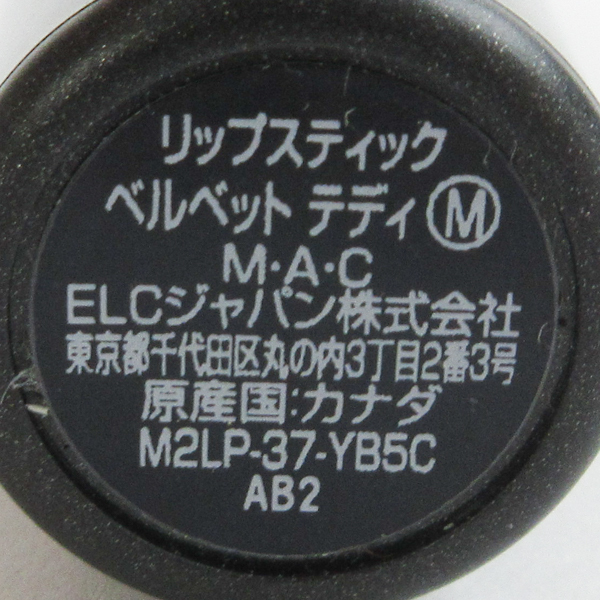 リップスティック
ベルベット テディ Ⓜ
M・A・C
ELCジャパン株式会社
東京都千代田区丸の内3丁目2番3号
原産国:カナダ
M2LP-37-YB5C
AB2